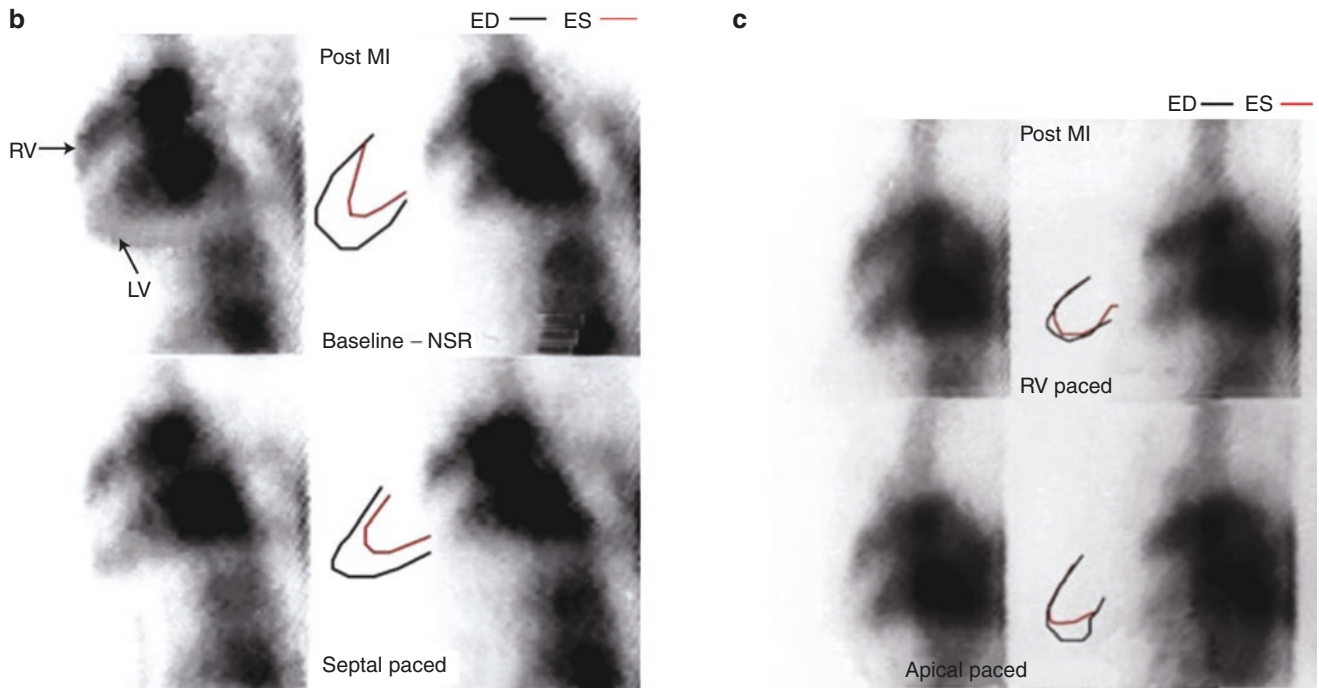 b
ED ES
Post MI
RV
LV
Baseline – NSR
Septal paced
c
ED ES
Post MI
RV paced
Apical paced